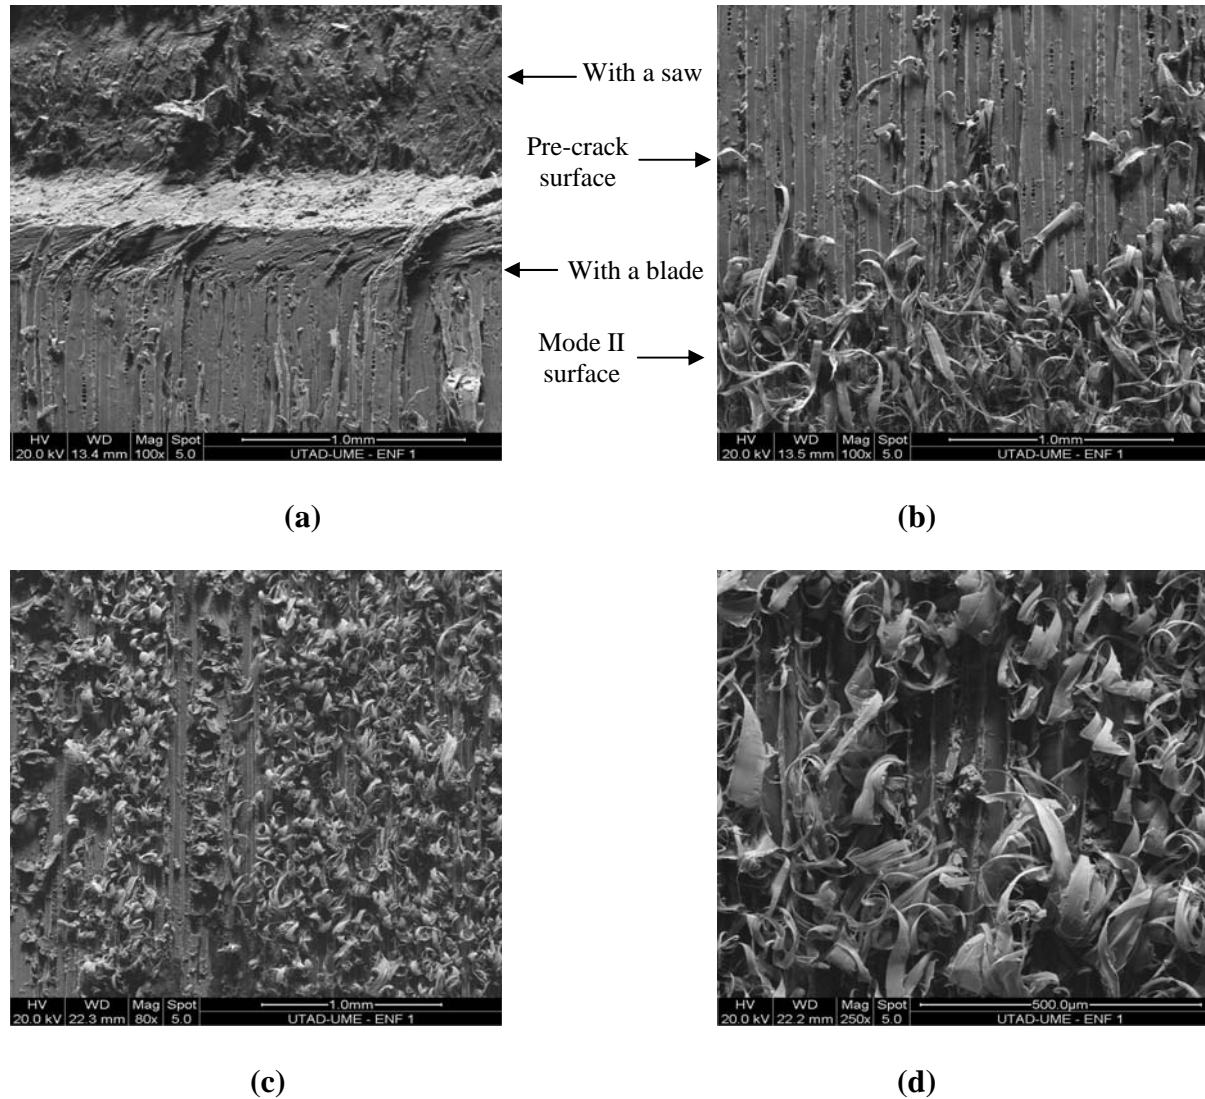 With a saw
Pre-crack
surface
With a blade
Mode II
surface
HV WD Mag Spot 1.0mm
20.0 kV 13.4 mm 100x 5.0 UTAD-UME - ENF 1
HV WD Mag Spot 1.0mm
20.0 kV 13.5 mm 100x 5.0 UTAD-UME - ENF 1
(a)
(b)
HV WD Mag Spot 1.0mm
20.0 kV 22.3 mm 80x 5.0 UTAD-UME - ENF 1
HV WD Mag Spot 500.0µm
20.0 kV 22.2 mm 250x 5.0 UTAD-UME - ENF 1
(c)
(d)